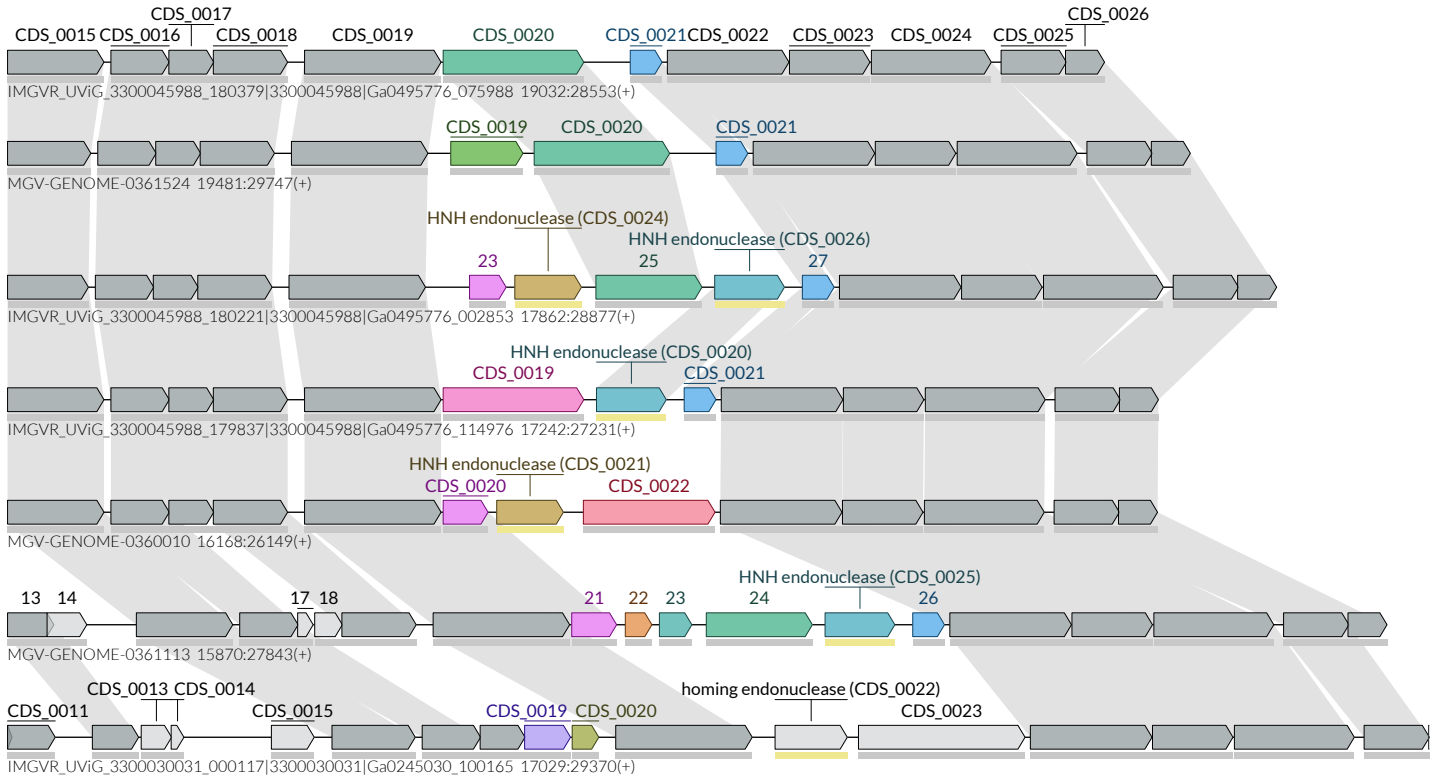 CDS_0017 CDS_0026
CDS_0015 CDS_0016 CDS_0018 CDS_0019 CDS_0020 CDS_0021 CDS_0022 CDS_0023 CDS_0024 CDS_0025
IMGVR_UViG_3300045988_180379|3300045988|Ga0495776_075988 19032:28553(+)
CDS_0019 CDS_0020 CDS_0021
MGV-GENOME-0361524 19481:29747(+)
HNH endonuclease (CDS_0024)
HNH endonuclease (CDS_0026)
23 25 27
IMGVR_UViG_3300045988_180221|3300045988|Ga0495776_002853 17862:28877(+)
HNH endonuclease (CDS_0020)
CDS_0019 CDS_0021
IMGVR_UViG_3300045988_179837|3300045988|Ga0495776_114976 17242:27231(+)
HNH endonuclease (CDS_0021)
CDS_0020 CDS_0022
MGV-GENOME-0360010 16168:26149(+)
HNH endonuclease (CDS_0025)
13 14 17 18 21 22 23 24 26
MGV-GENOME-0361113 15870:27843(+)
CDS_0013 CDS_0014 homing endonuclease (CDS_0022)
CDS_0011 CDS_0015 CDS_0019 CDS_0020 CDS_0023
IMGVR_UViG_3300030031_000117|3300030031|Ga0245030_100165 17029:29370(+)